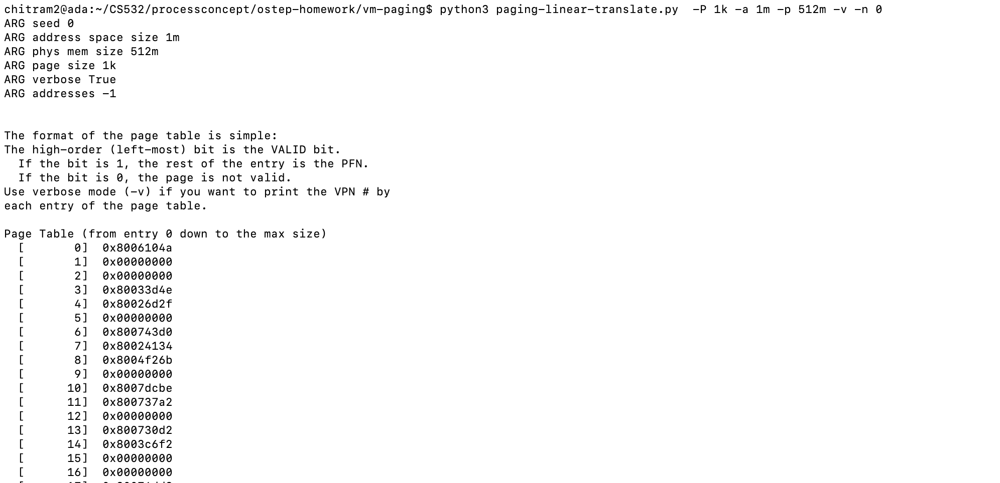 chitram2@ada:~/CS532/processconcept/ostep-homework/vm-paging$ python3 paging-linear-translate.py  -P 1k -a 1m -p 512m -v -n 0
ARG seed 0
ARG address space size 1m
ARG phys mem size 512m
ARG page size 1k
ARG verbose True
ARG addresses -1
The format of the page table is simple:
The high-order (left-most) bit is the VALID bit.
  If the bit is 1, the rest of the entry is the PFN.
  If the bit is 0, the page is not valid.
Use verbose mode (-v) if you want to print the VPN # by
each entry of the page table.
Page Table (from entry 0 down to the max size)
  [       0]  0x8006104a
  [       1]  0x00000000
  [       2]  0x00000000
  [       3]  0x80033d4e
  [       4]  0x80026d2f
  [       5]  0x00000000
  [       6]  0x800743d0
  [       7]  0x80024134
  [       8]  0x8004f26b
  [       9]  0x00000000
  [      10]  0x8007dcbe
  [      11]  0x800737a2
  [      12]  0x00000000
  [      13]  0x800730d2
  [      14]  0x8003c6f2
  [      15]  0x00000000
  [      16]  0x00000000